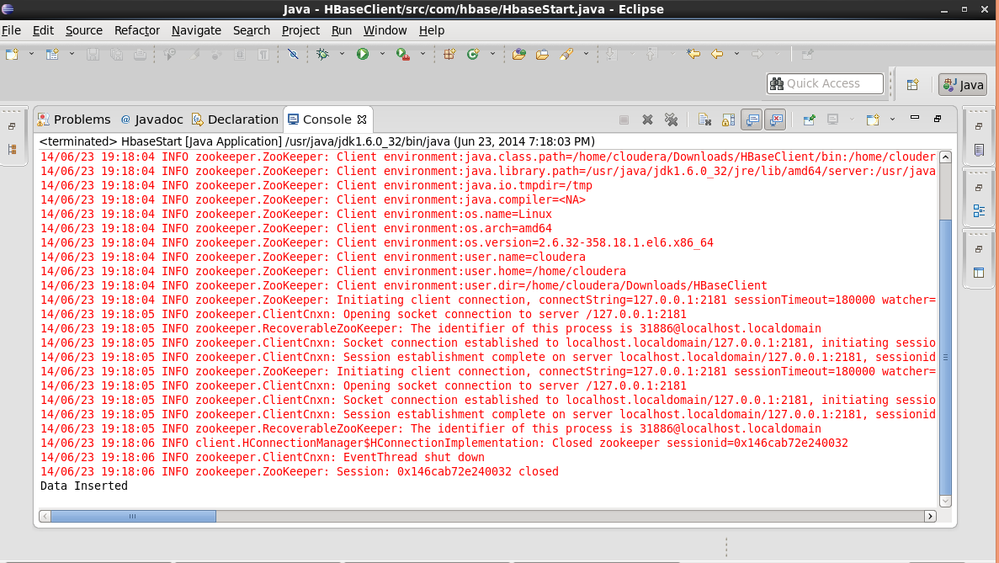 Java - HBaseClient/src/com/hbase/HbaseStart.java - Eclipse
File Edit Source Refactor Navigate Search Project Run Window Help
Quick Access
Java
Problems @ Javadoc Declaration Console
<terminated> HbaseStart [Java Application] /usr/java/jdk1.6.0_32/bin/java (Jun 23, 2014 7:18:03 PM)
14/06/23 19:18:04 INFO zookeeper.ZooKeeper: Client environment:java.class.path=/home/cloudera/Downloads/HBaseClient/bin:/home/clouder
14/06/23 19:18:04 INFO zookeeper.ZooKeeper: Client environment:java.library.path=/usr/java/jdk1.6.0_32/jre/lib/amd64/server:/usr/java
14/06/23 19:18:04 INFO zookeeper.ZooKeeper: Client environment:java.io.tmpdir=/tmp
14/06/23 19:18:04 INFO zookeeper.ZooKeeper: Client environment:java.compiler=<NA>
14/06/23 19:18:04 INFO zookeeper.ZooKeeper: Client environment:os.name=Linux
14/06/23 19:18:04 INFO zookeeper.ZooKeeper: Client environment:os.arch=amd64
14/06/23 19:18:04 INFO zookeeper.ZooKeeper: Client environment:os.version=2.6.32-358.18.1.el6.x86_64
14/06/23 19:18:04 INFO zookeeper.ZooKeeper: Client environment:user.name=cloudera
14/06/23 19:18:04 INFO zookeeper.ZooKeeper: Client environment:user.home=/home/cloudera
14/06/23 19:18:04 INFO zookeeper.ZooKeeper: Client environment:user.dir=/home/cloudera/Downloads/HBaseClient
14/06/23 19:18:04 INFO zookeeper.ZooKeeper: Initiating client connection, connectString=127.0.0.1:2181 sessionTimeout=180000 watcher=
14/06/23 19:18:05 INFO zookeeper.ClientCnxn: Opening socket connection to server /127.0.0.1:2181
14/06/23 19:18:05 INFO zookeeper.RecoverableZooKeeper: The identifier of this process is 31886@localhost.localdomain
14/06/23 19:18:05 INFO zookeeper.ClientCnxn: Socket connection established to localhost.localdomain/127.0.0.1:2181, initiating sessio
14/06/23 19:18:05 INFO zookeeper.ClientCnxn: Session establishment complete on server localhost.localdomain/127.0.0.1:2181, sessionid
14/06/23 19:18:05 INFO zookeeper.ZooKeeper: Initiating client connection, connectString=127.0.0.1:2181 sessionTimeout=180000 watcher=
14/06/23 19:18:05 INFO zookeeper.ClientCnxn: Opening socket connection to server /127.0.0.1:2181
14/06/23 19:18:05 INFO zookeeper.ClientCnxn: Socket connection established to localhost.localdomain/127.0.0.1:2181, initiating sessio
14/06/23 19:18:05 INFO zookeeper.ClientCnxn: Session establishment complete on server localhost.localdomain/127.0.0.1:2181, sessionid
14/06/23 19:18:05 INFO zookeeper.RecoverableZooKeeper: The identifier of this process is 31886@localhost.localdomain
14/06/23 19:18:06 INFO client.HConnectionManager$HConnectionImplementation: Closed zookeeper sessionid=0x146cab72e240032
14/06/23 19:18:06 INFO zookeeper.ClientCnxn: EventThread shut down
14/06/23 19:18:06 INFO zookeeper.ZooKeeper: Session: 0x146cab72e240032 closed
Data Inserted